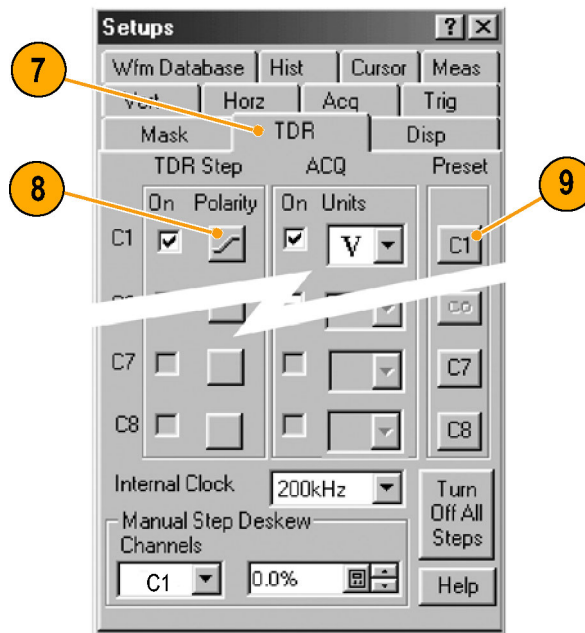 Setups
Wfm Database Hist Cursor Meas
Vert Horz Acq Trig
Mask TDR Disp
7
TDR Step ACQ Preset
8
9
On Polarity On Units
C1 V C1
C7 C7
C8 C8
Internal Clock 200kHz
Turn
Off All
Steps
Manual Step Deskew
Channels
C1 0.0%
Help